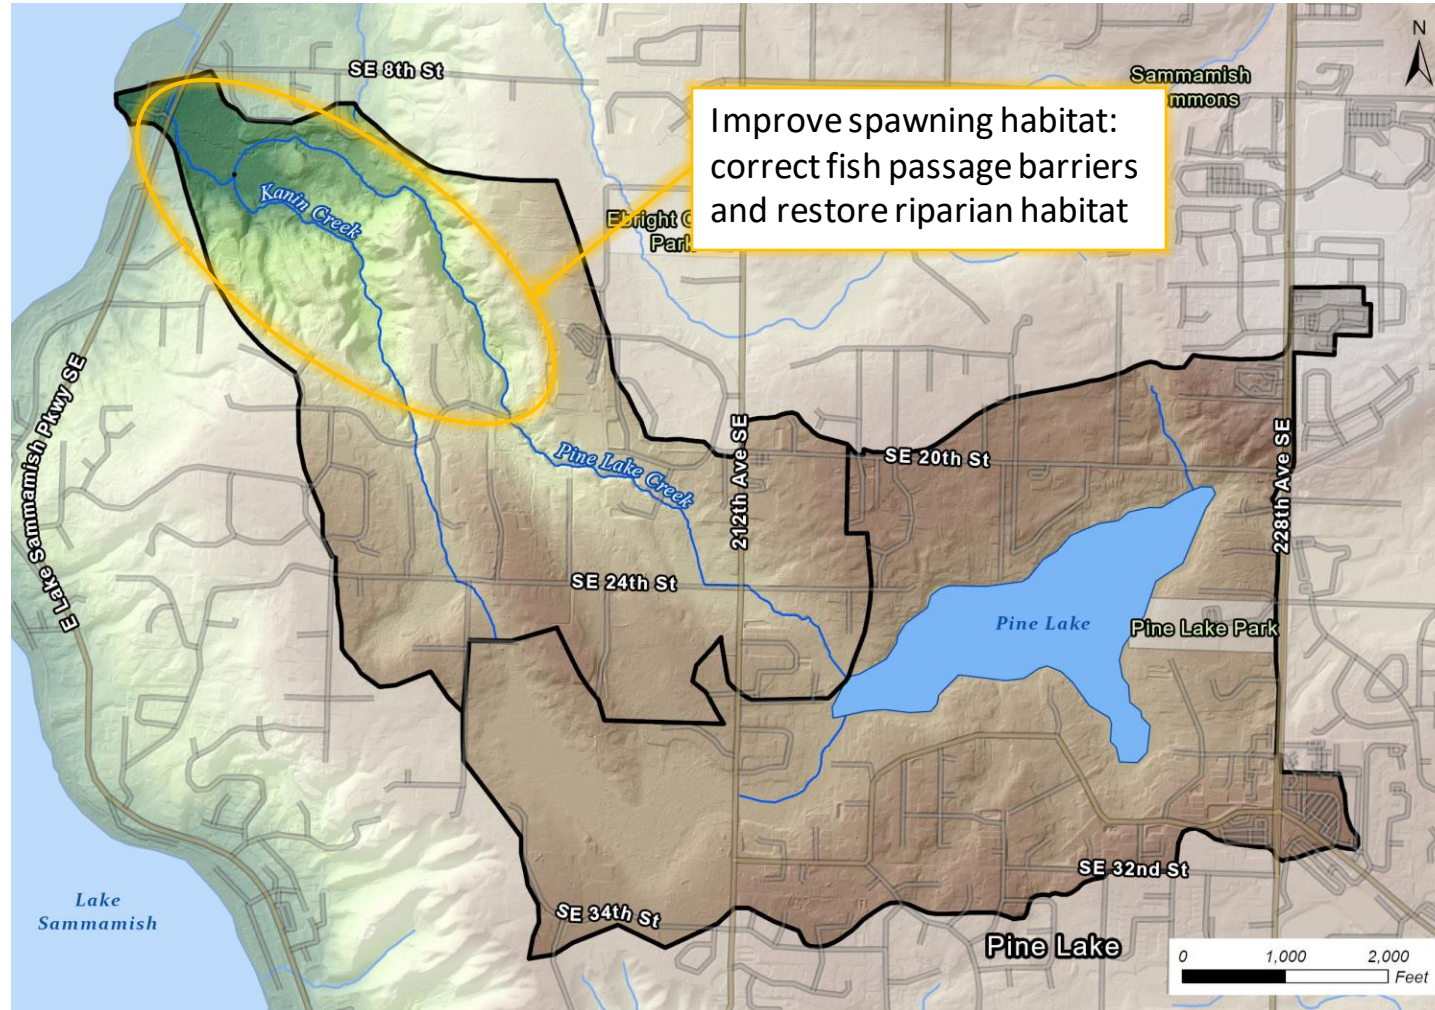 N
SE 8th St
Sammamish
mmons
Improve spawning habitat:
correct fish passage barriers
and restore riparian habitat
Kanin Creek
Ebright
Park
E Lake Sammamish Pkwy SE
Pine Lake Creek
212th Ave SE
SE 20th St
228th Ave SE
SE 24th St
Pine Lake
Pine Lake Park
SE 32nd St
Lake
Sammamish
SE 34th St
Pine Lake
0 1,000 2,000
Feet